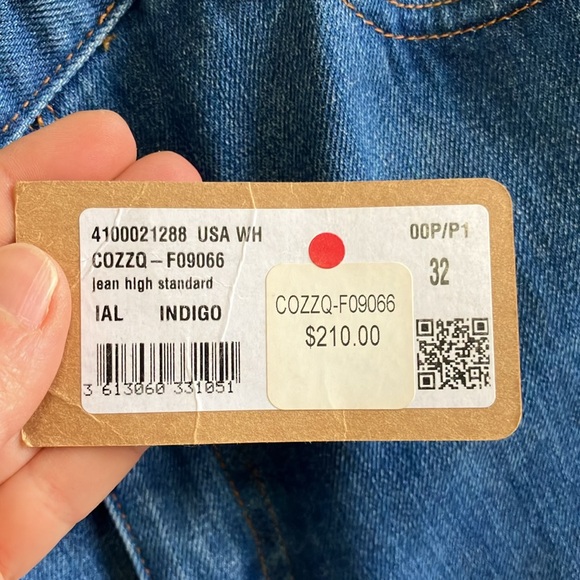 4100021288 USA WH
COZZQ – F09066
jean high standard
IAL INDIGO
3 613060 331051
COZZQ-F09066
$210.00
00P/P1
32